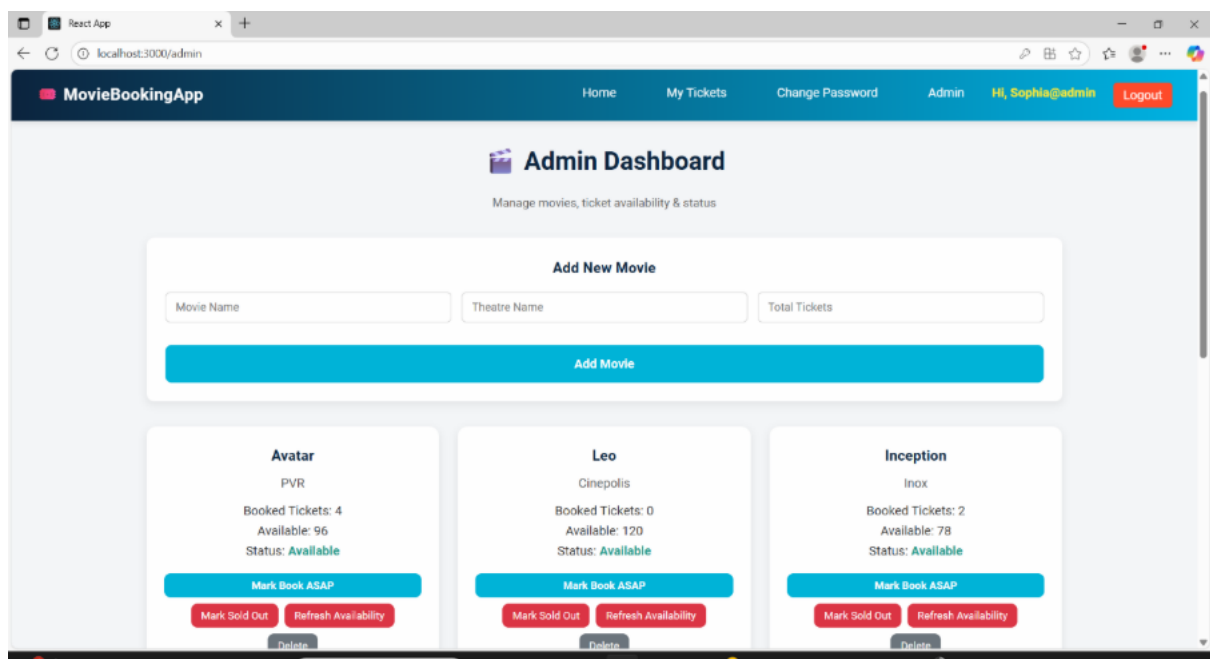 React App
localhost:3000/admin
MovieBookingApp
Home My Tickets Change Password Admin Hi, Sophia@admin Logout
Admin Dashboard
Manage movies, ticket availability & status
Add New Movie
Movie Name Theatre Name Total Tickets
Add Movie
Avatar
PVR
Booked Tickets: 4
Available: 96
Status: Available
Mark Book ASAP
Mark Sold Out Refresh Availability
Delete
Leo
Cinepolis
Booked Tickets: 0
Available: 120
Status: Available
Mark Book ASAP
Mark Sold Out Refresh Availability
Delete
Inception
Inox
Booked Tickets: 2
Available: 78
Status: Available
Mark Book ASAP
Mark Sold Out Refresh Availability
Delete